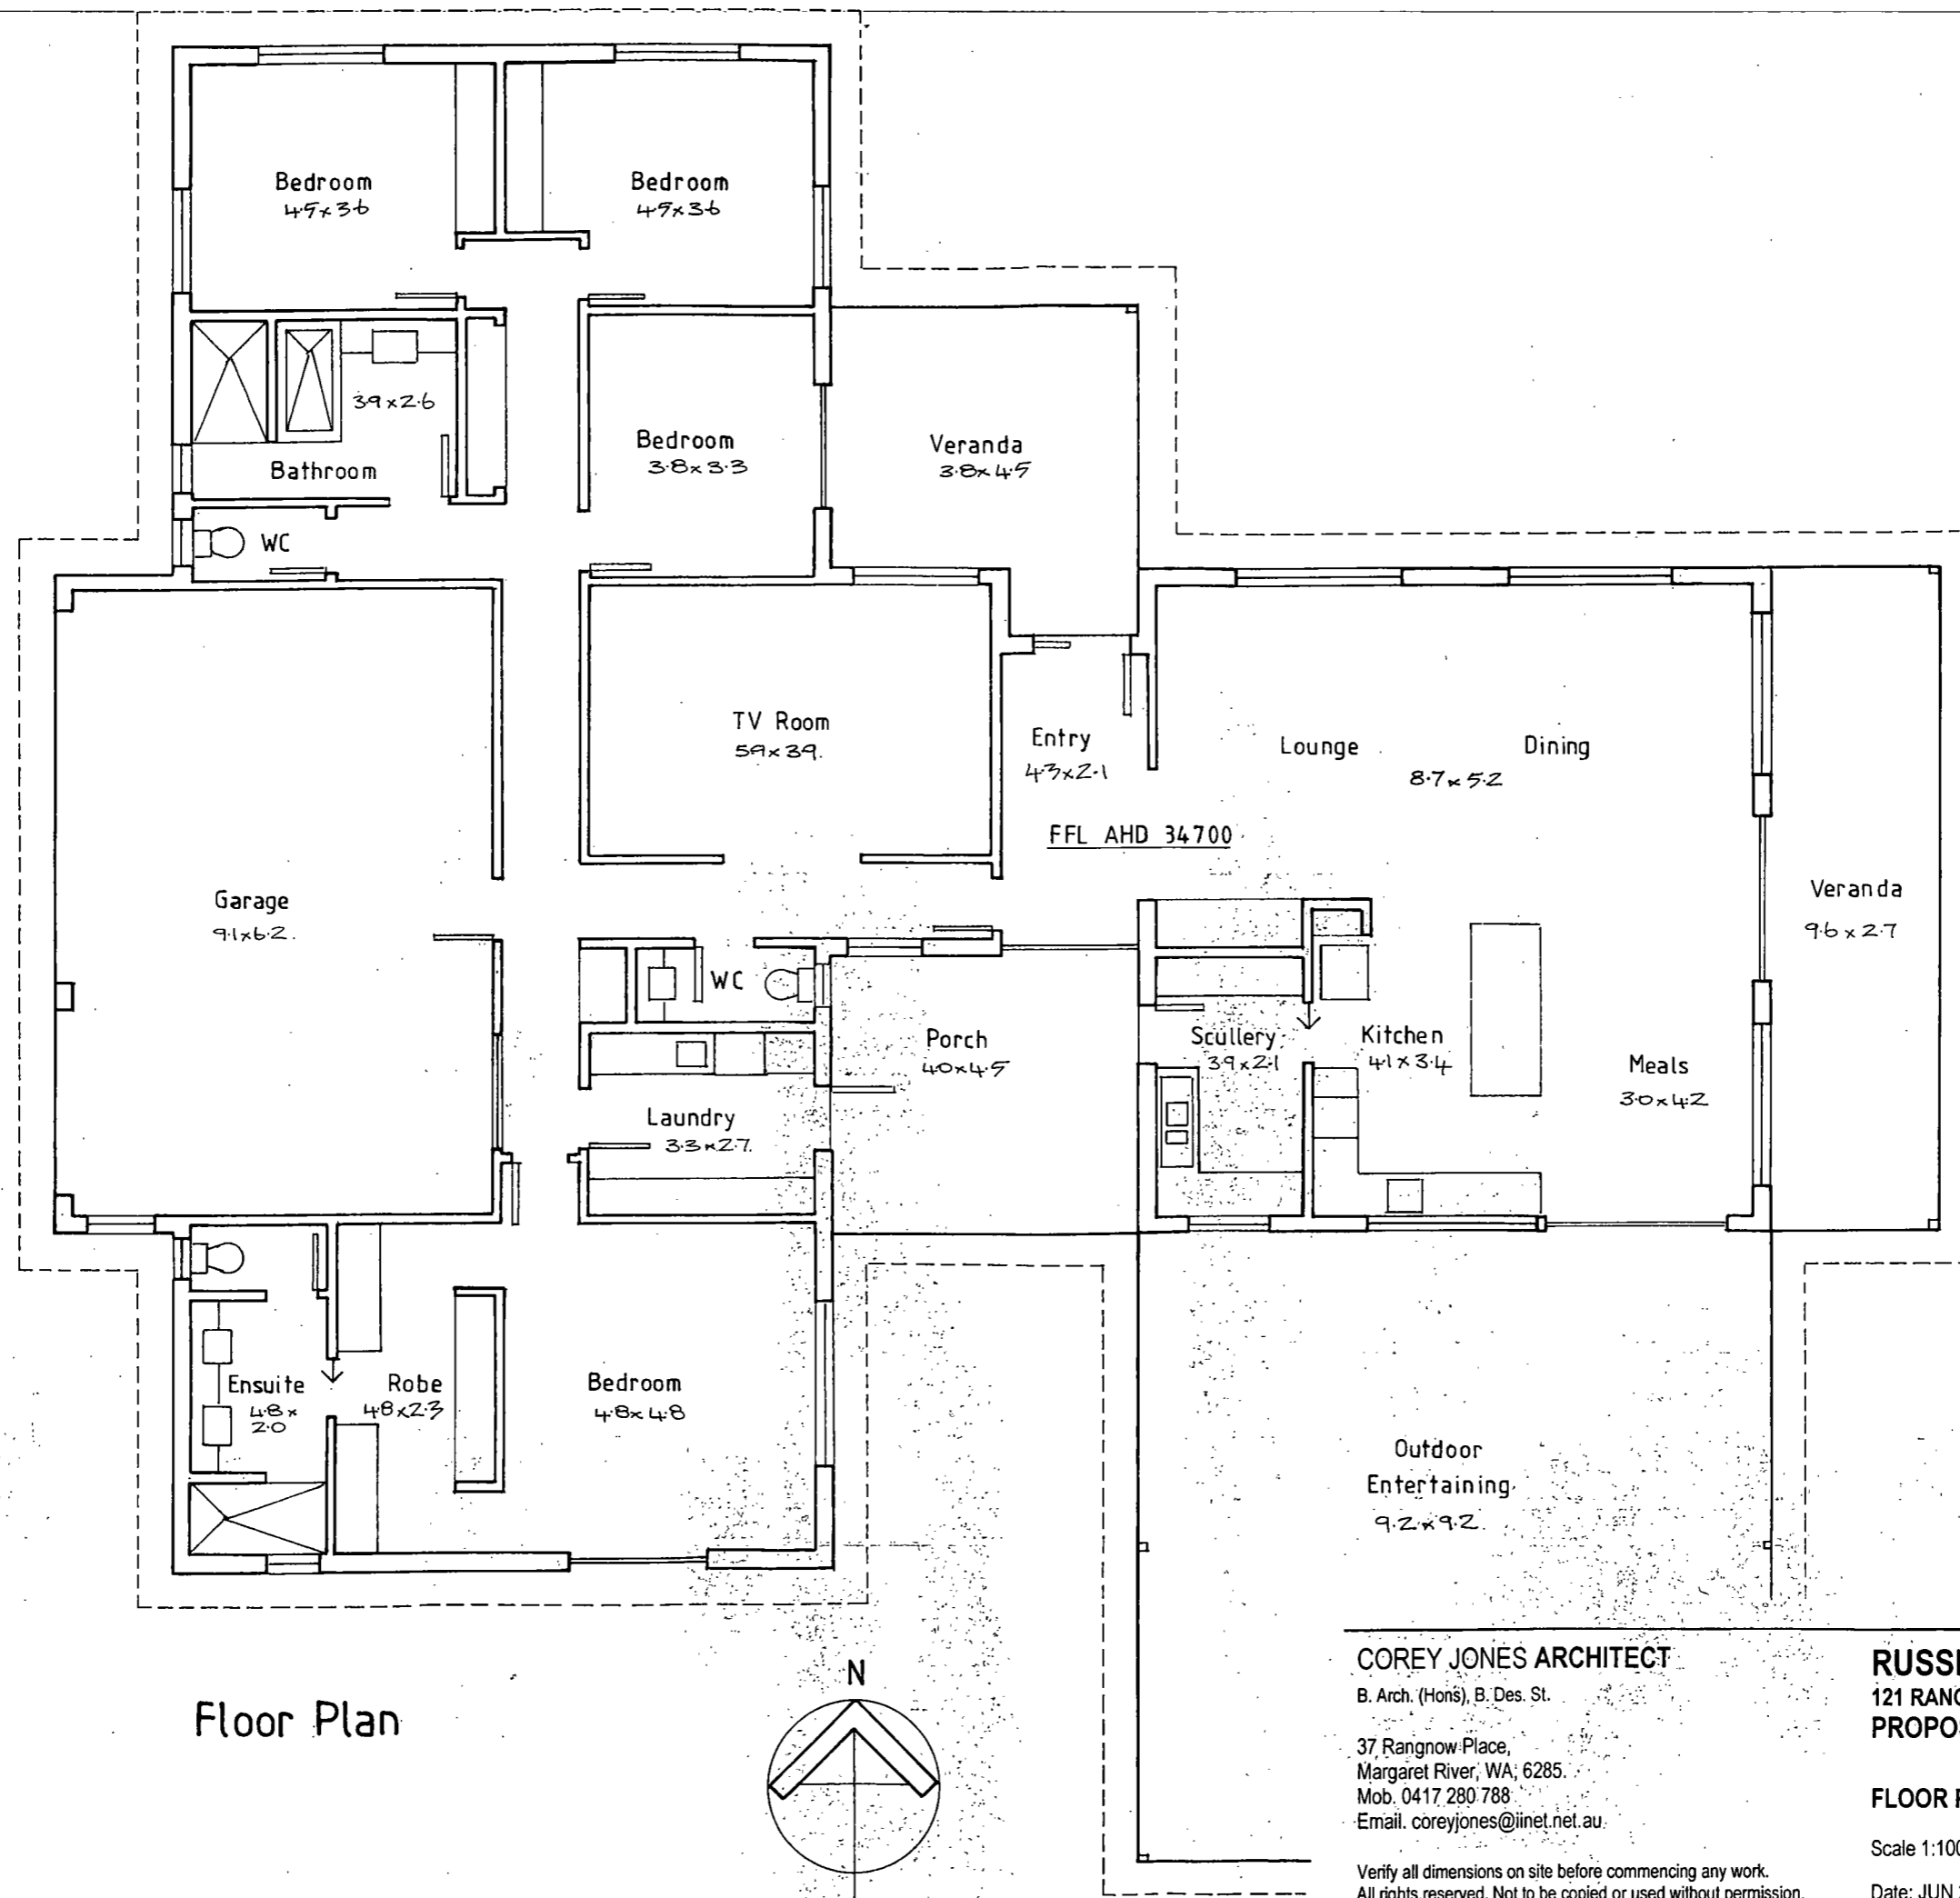 Bedroom
4.5x3.6
Bedroom
4.5x3.6
3.9x2.6
Bathroom
Bedroom
3.8x3.3
Veranda
3.8x4.5
WC
TV Room
5.9x3.9.
Entry
4.3x2.1
Lounge
Dining
8.7x5.2
FFL AHD 34700
Garage
9.1x6.2.
Veranda
9.6x2.7
WC
Porch
4.0x4.5
Scullery
3.9x2.1
Kitchen
4.1x3.4
Meals
3.0x4.2
Laundry
3.3x2.7.
Ensuite
4.8x
2.0
Robe
4.8x2.3
Bedroom
4.8x4.8
Outdoor
Entertaining
9.2x9.2.
Floor Plan
N
COREY JONES ARCHITECT
B. Arch. (Hons), B. Des. St.
37 Rangnow Place,
Margaret River, WA, 6285.
Mob. 0417 280 788
Email. coreyjones@iinet.net.au
Verify all dimensions on site before commencing any work.
All rights reserved. Not to be copied or used without permission.
121
FLOOR
Scale 1:100
Date: JUN